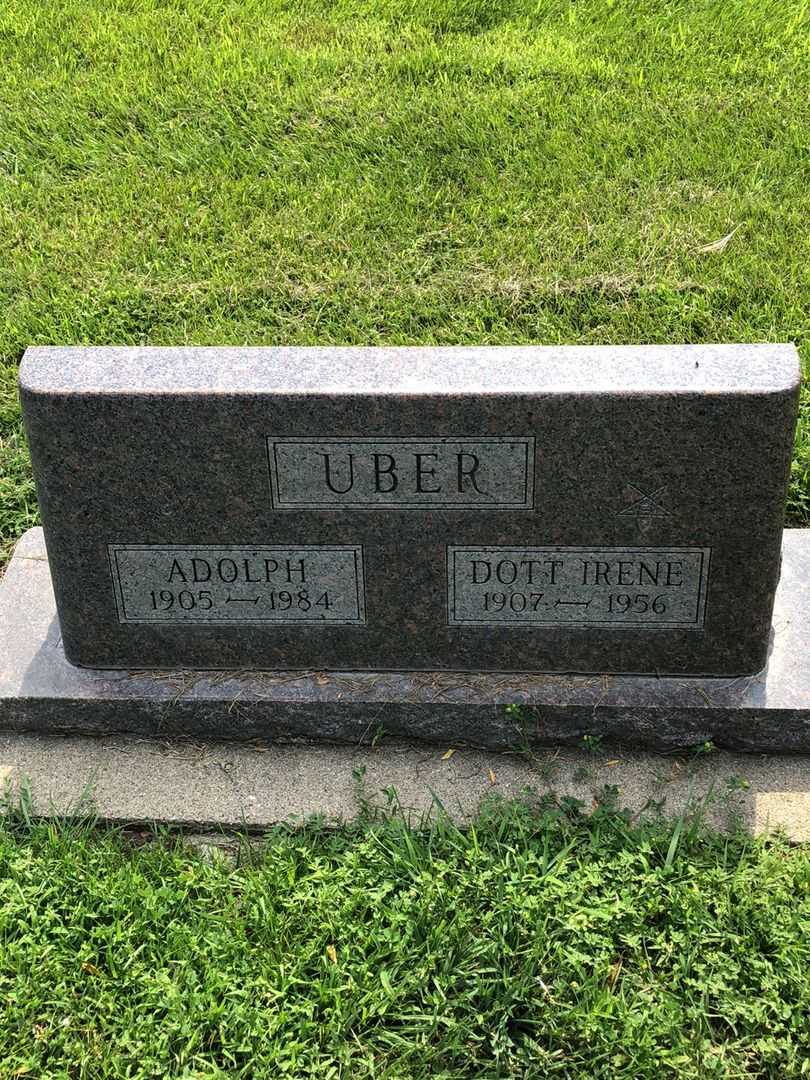 UBER
ADOLPH
1905 — 1984
DOTT IRENE
1907 — 1956